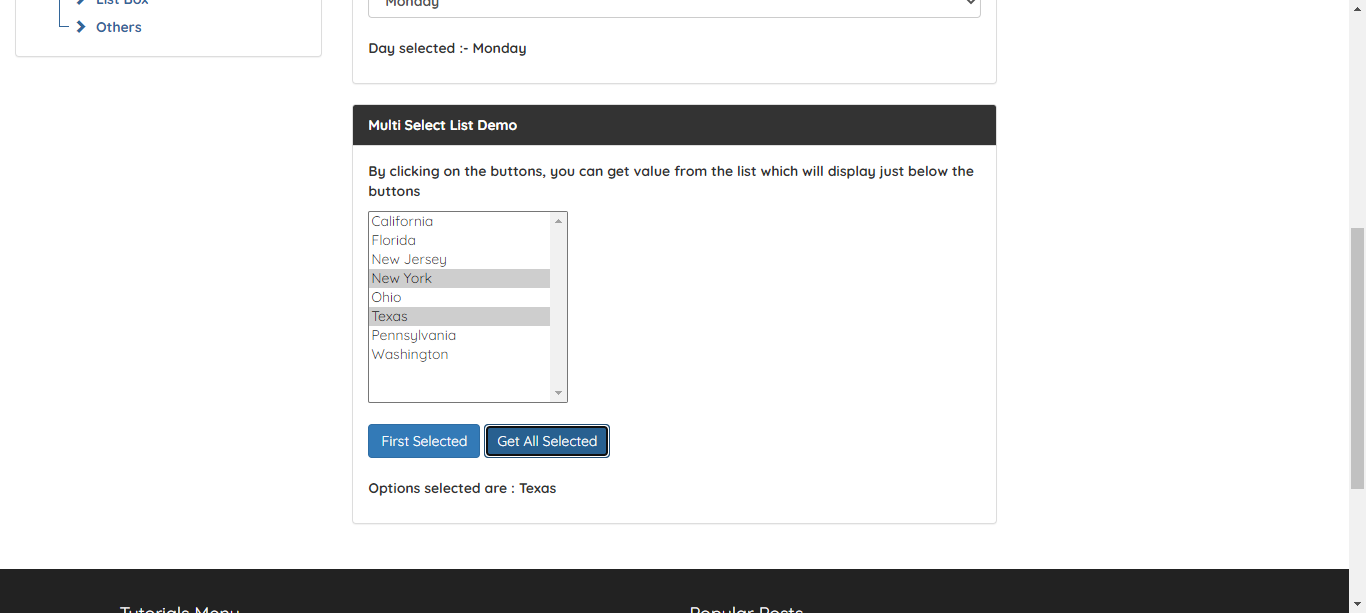 List Box
Others
Monday
Day selected :- Monday
Multi Select List Demo
By clicking on the buttons, you can get value from the list which will display just below the
buttons
California
Florida
New Jersey
New York
Ohio
Texas
Pennsylvania
Washington
First Selected Get All Selected
Options selected are : Texas
Tutorials Menu Popular Posts